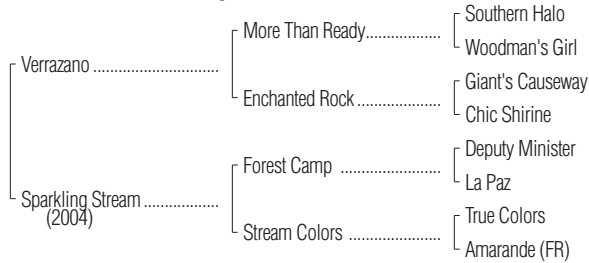 Southern Halo
More Than Ready..................
Woodman's Girl
Verrazano .............................
Giant's Causeway
Enchanted Rock ...................
Chic Shirine
Deputy Minister
Forest Camp .......................
La Paz
Sparkling Stream .................
(2004)
True Colors
Stream Colors .....................
Amarande (FR)